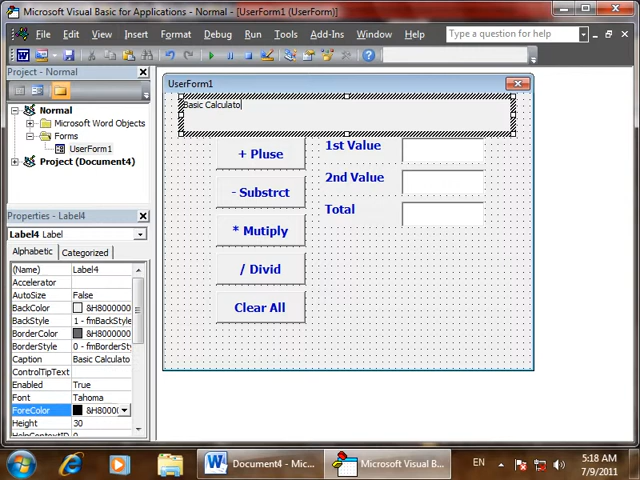 Microsoft Visual Basic for Applications - Normal - [UserForm1 (UserForm)]
File Edit View Insert Format Debug Run Tools Add-Ins Window Help
Type a question for help
Project - Normal
Normal
Microsoft Word Objects
Forms
UserForm1
Project (Document4)
Properties - Label4
Label4 Label
Alphabetic Categorized
(Name) Label4
Accelerator
AutoSize False
BackColor &H8000000
BackStyle 1 - fmBackStyle
BorderColor &H8000000
BorderStyle 0 - fmBorderStyle
Caption Basic Calculato
ControlTipText
Enabled True
Font Tahoma
ForeColor &H8000
Height 30
HelpContextID 0
UserForm1
Basic Calculato
+ Pluse
- Substrct
* Mutiply
/ Divid
Clear All
1st Value
2nd Value
Total
Document4 - Mic...
Microsoft Visual B...
EN
5:18 AM
7/9/2011